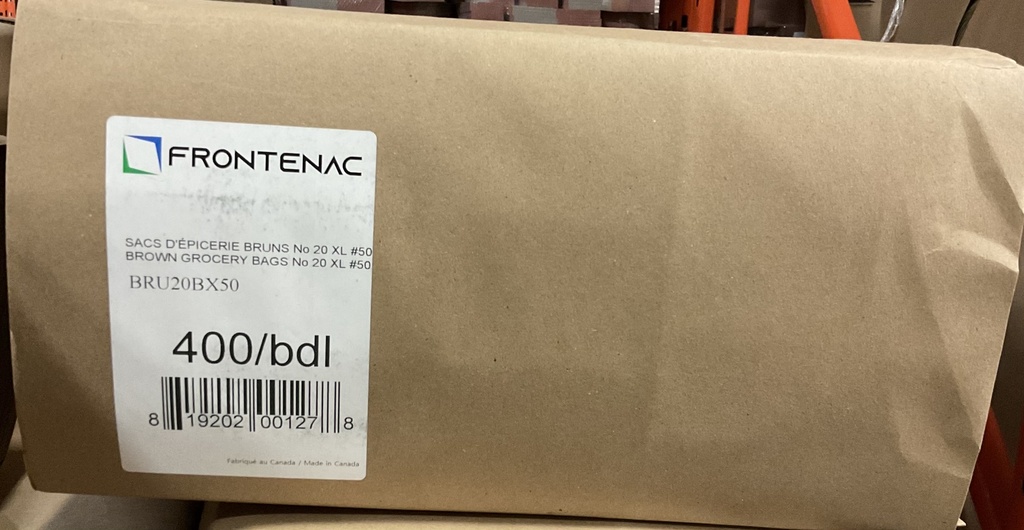 FRONTENAC
SACS D'ÉPICERIE BRUNS No 20 XL #50
BROWN GROCERY BAGS No 20 XL #50
BRU20BX50
400/bdl
8 19202 00127 8
Fabriqué au Canada / Made in Canada